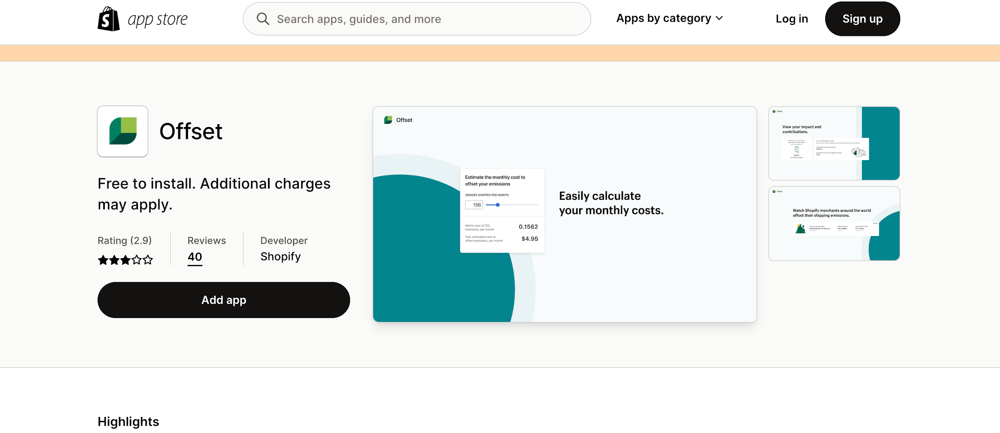 app store
Search apps, guides, and more
Apps by category
Log in
Sign up
Offset
Free to install. Additional charges
may apply.
Rating (2.9)
Reviews
40
Developer
Shopify
Add app
Offset
Estimate the monthly cost to
offset your emissions
ORDERS SHIPPED PER MONTH
156
Metric tons of CO₂
emissions, per month
0.1562
Your estimated cost to
offset emissions, per month
$4.95
Easily calculate
your monthly costs.
Offset
View your impact and
contributions.
Offset
Watch Shopify merchants around the world
offset their shipping emissions.
Highlights